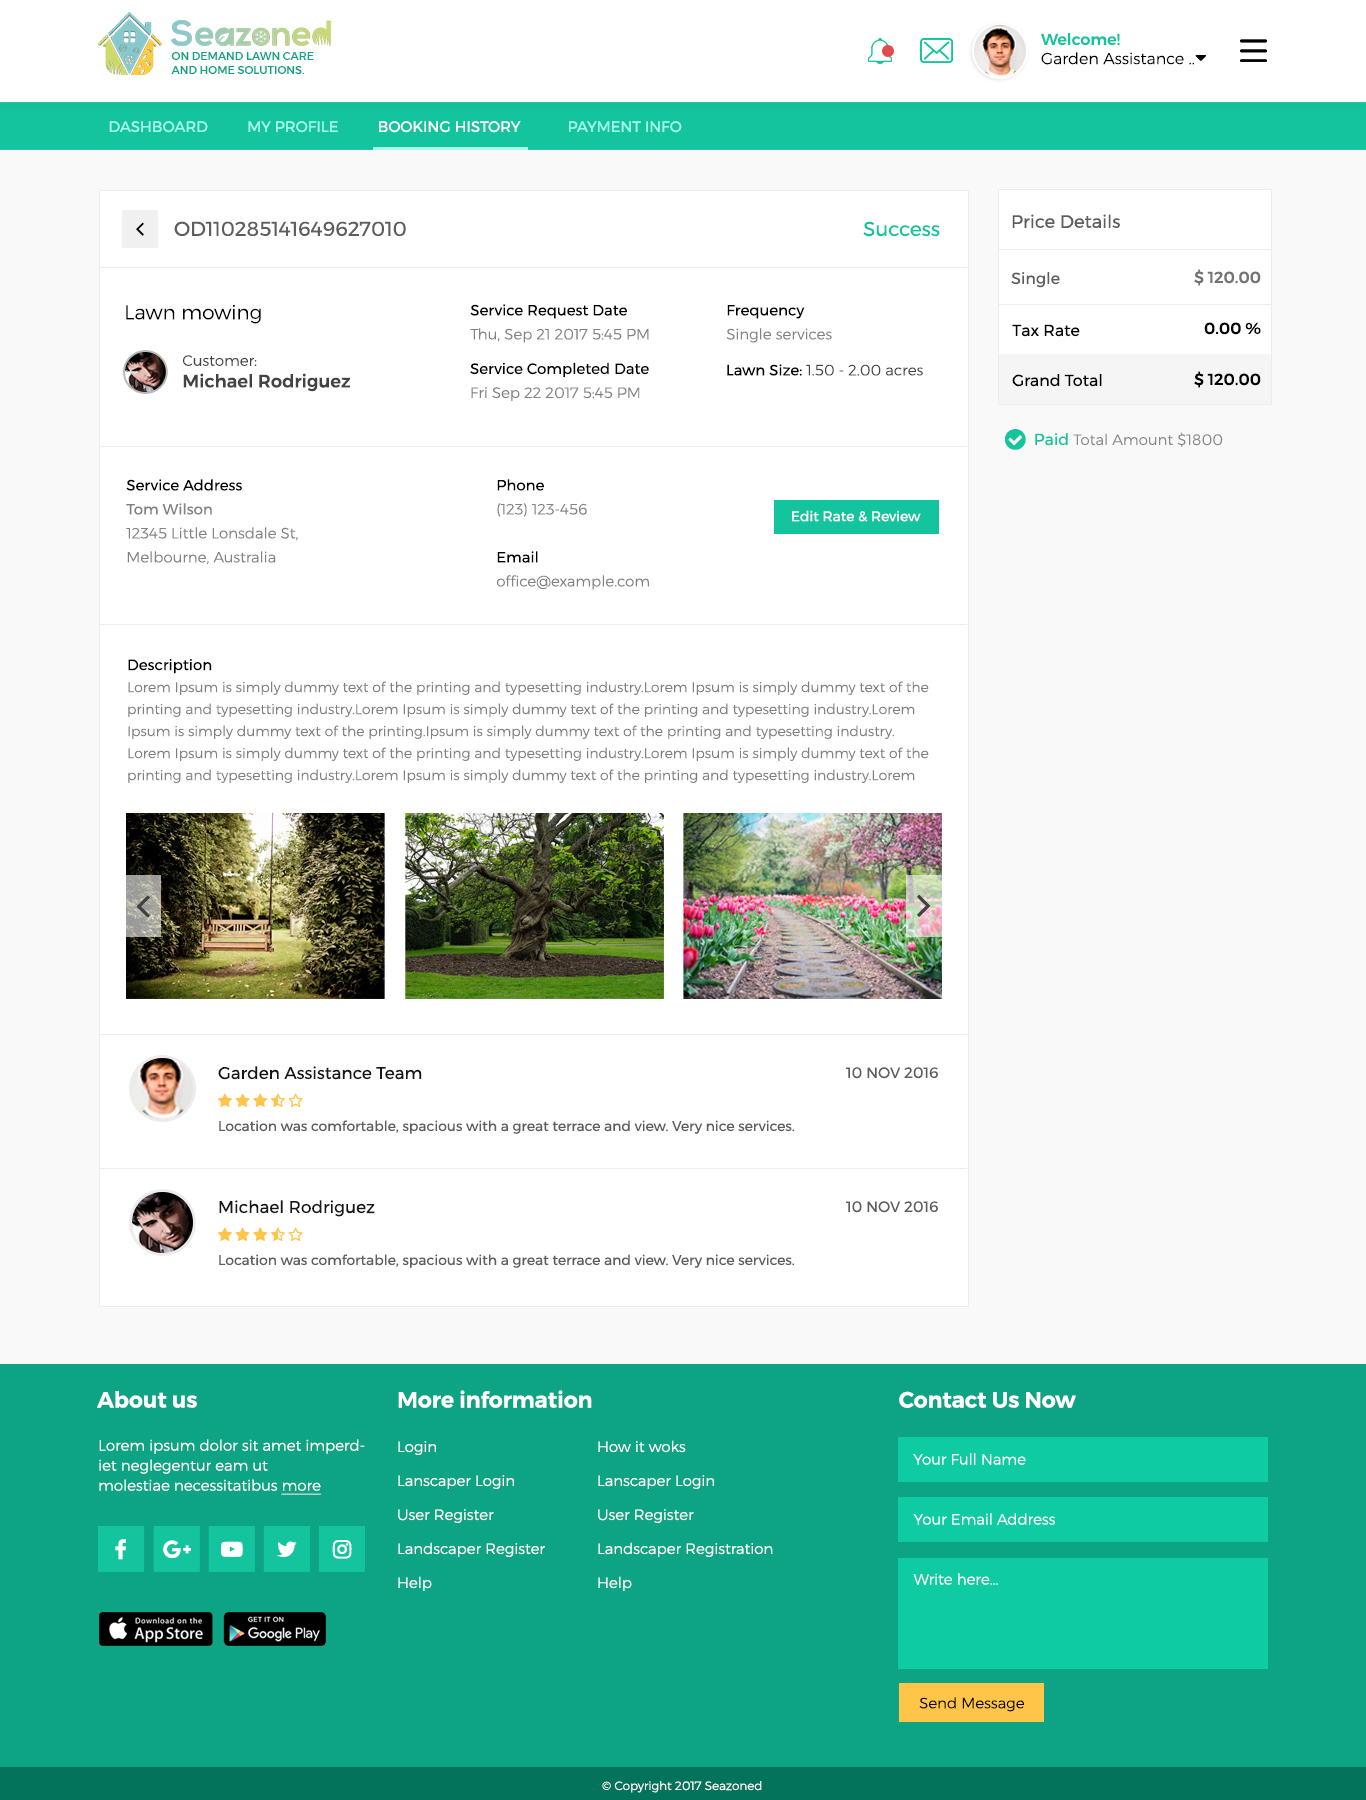 Seazoned
ON DEMAND LAWN CARE
AND HOME SOLUTIONS.
Welcome!
Garden Assistance ..
DASHBOARD
MY PROFILE
BOOKING HISTORY
PAYMENT INFO
OD110285141649627010
Success
Lawn mowing
Customer:
Michael Rodriguez
Service Request Date
Thu, Sep 21 2017 5:45 PM
Service Completed Date
Fri Sep 22 2017 5:45 PM
Frequency
Single services
Lawn Size: 1.50 - 2.00 acres
Price Details
Single $ 120.00
Tax Rate 0.00 %
Grand Total $ 120.00
Paid Total Amount $1800
Service Address
Tom Wilson
12345 Little Lonsdale St,
Melbourne, Australia
Phone
(123) 123-456
Email
office@example.com
Edit Rate & Review
Description
Lorem Ipsum is simply dummy text of the printing and typesetting industry.Lorem Ipsum is simply dummy text of the
printing and typesetting industry.Lorem Ipsum is simply dummy text of the printing and typesetting industry.Lorem
Ipsum is simply dummy text of the printing.Ipsum is simply dummy text of the printing and typesetting industry.
Lorem Ipsum is simply dummy text of the printing and typesetting industry.Lorem Ipsum is simply dummy text of the
printing and typesetting industry.Lorem Ipsum is simply dummy text of the printing and typesetting industry.Lorem
Garden Assistance Team
10 NOV 2016
Location was comfortable, spacious with a great terrace and view. Very nice services.
Michael Rodriguez
10 NOV 2016
Location was comfortable, spacious with a great terrace and view. Very nice services.
About us
Lorem ipsum dolor sit amet imperd-
iet neglegentur eam ut
molestiae necessitatibus more
Download on the
App Store
GET IT ON
Google Play
More information
Login
Lanscaper Login
User Register
Landscaper Register
Help
How it woks
Lanscaper Login
User Register
Landscaper Registration
Help
Contact Us Now
Your Full Name
Your Email Address
Write here...
Send Message
© Copyright 2017 Seazoned